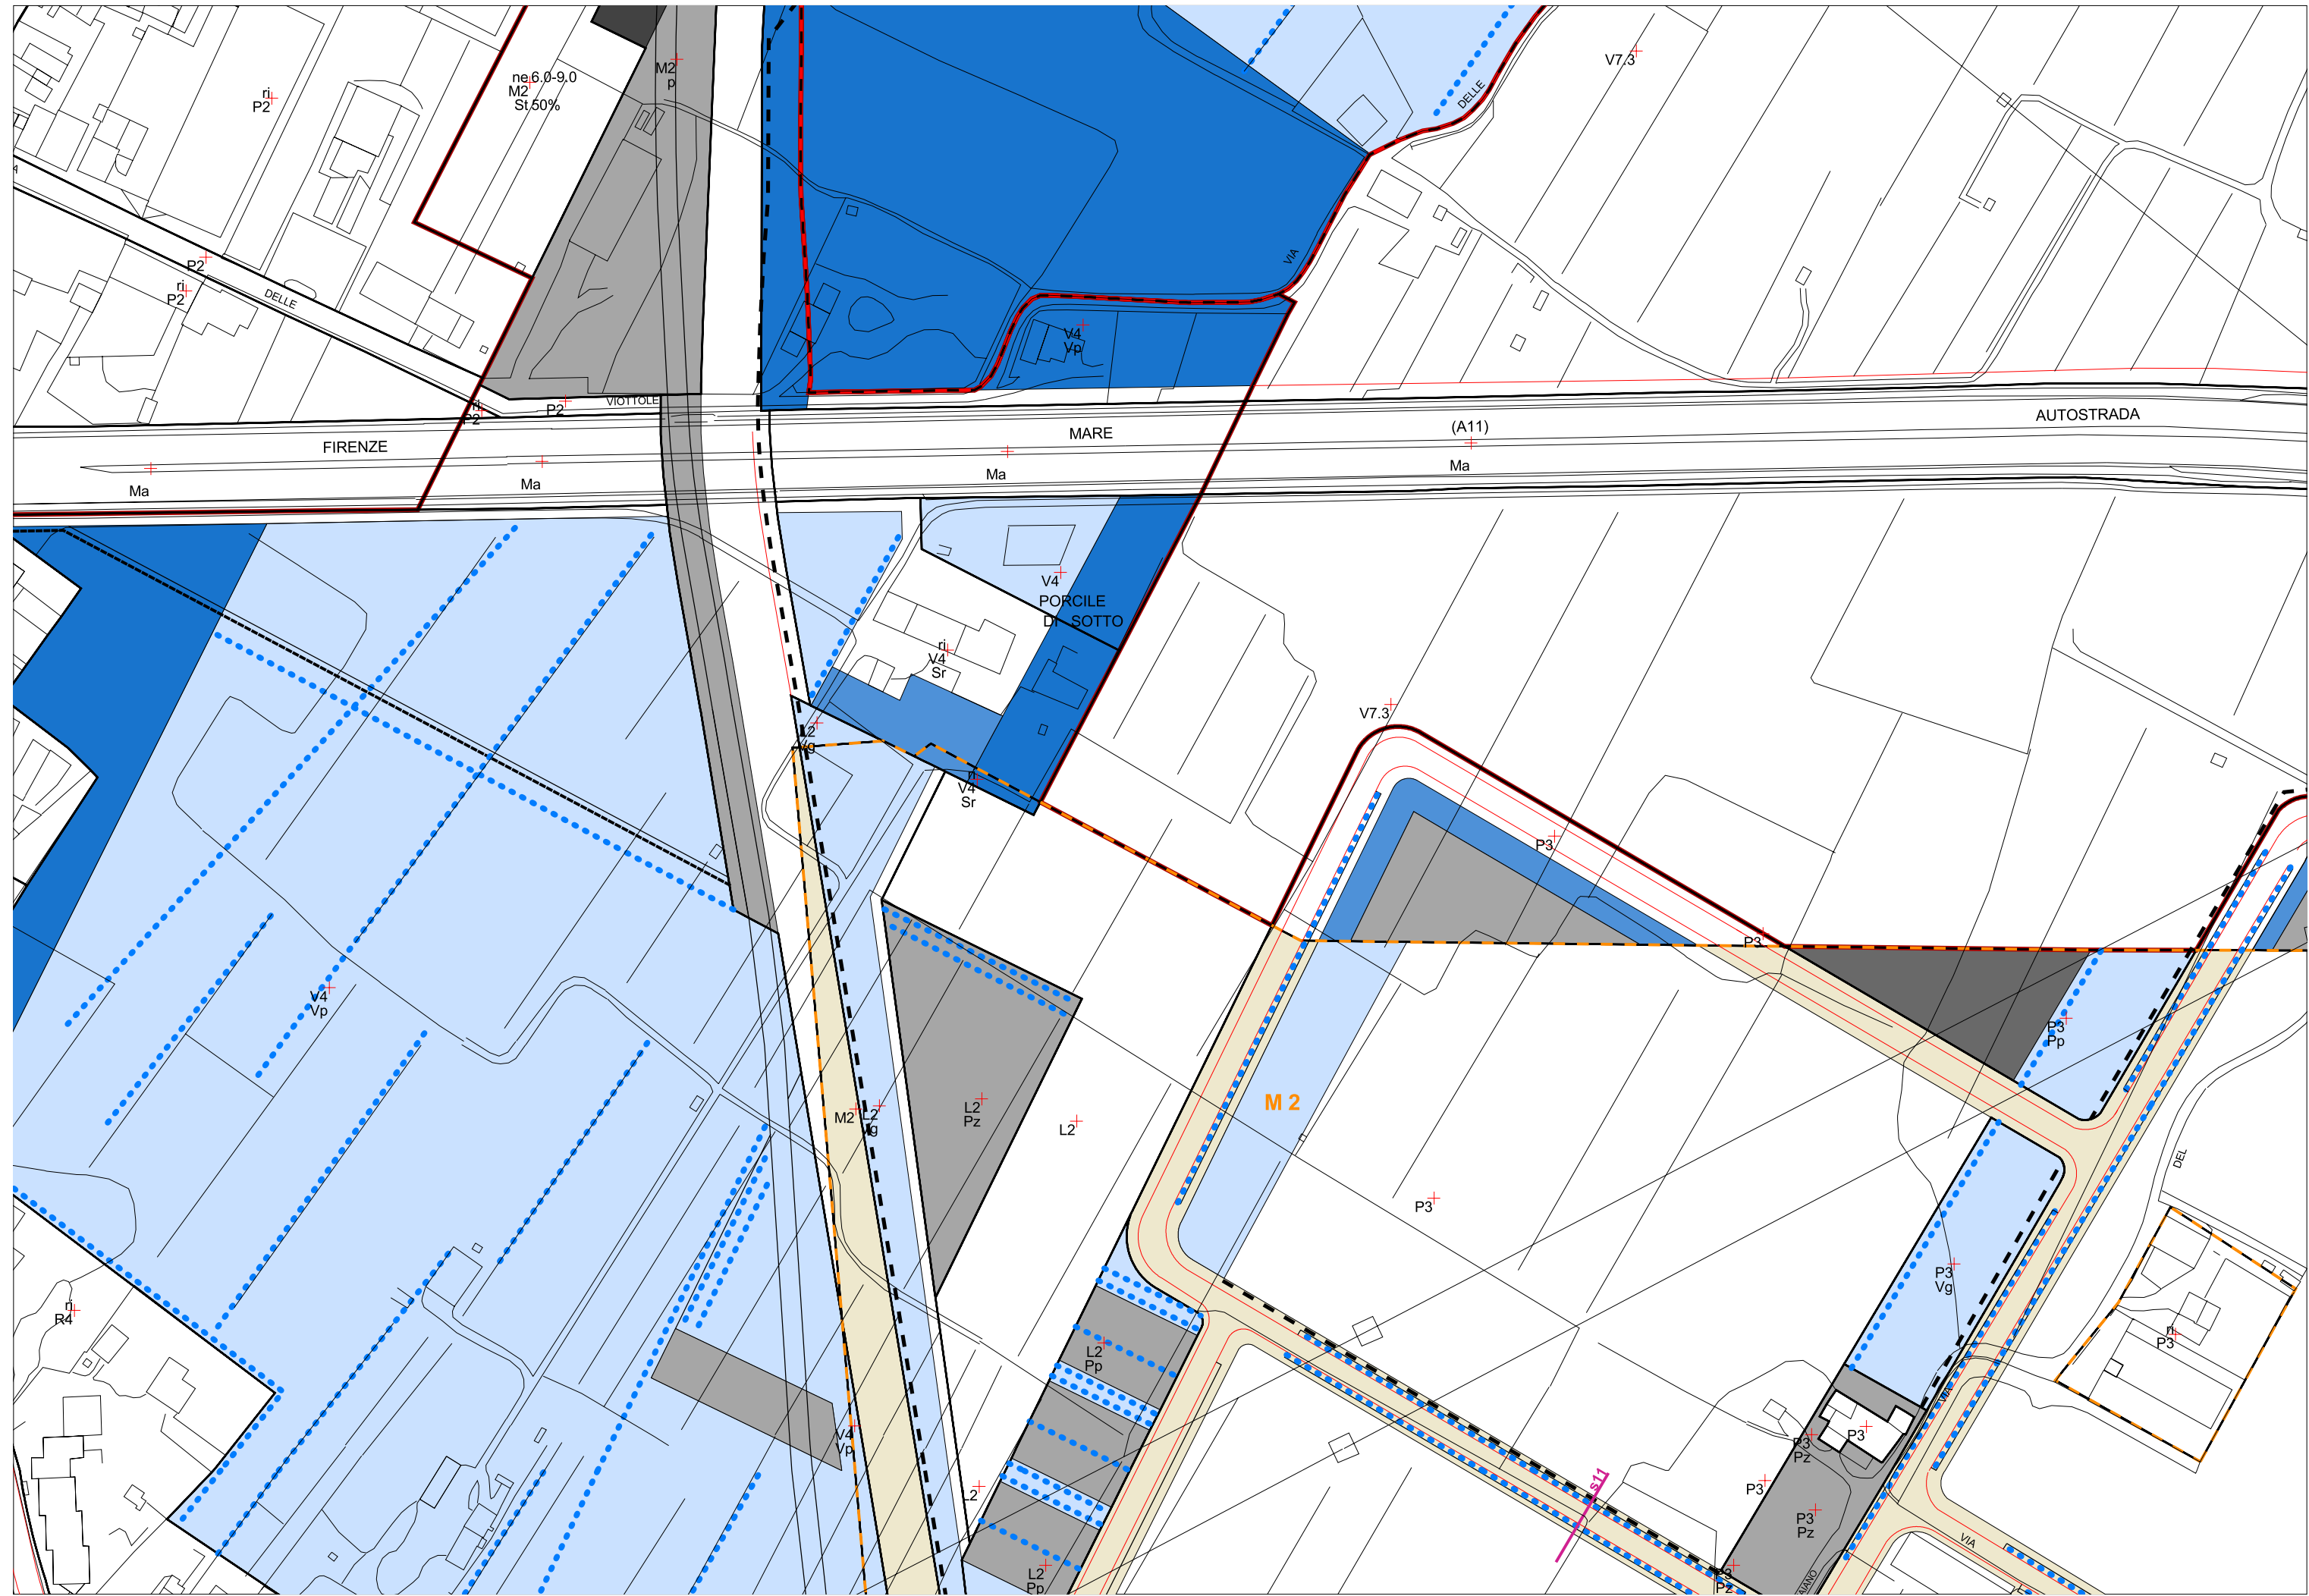 ri
P2
ne 6.0-9.0
M2
St 50%
M2
p
V7.3
DELLE
P2
ri
P2
DELLE
VIA
V4
Vp
ri
P2
P2
VIOTTOLE
FIRENZE
MARE
(A11)
AUTOSTRADA
Ma
Ma
Ma
Ma
V4
PORCILE
DI SOTTO
ri
V4
Sr
L2
Vg
V7.3
ri
V4
Sr
P3
P3
V4
Vp
P3
Pp
M2
L2
Vg
L2
Pz
L2
M 2
P3
DEL
P3
Vg
ri
R4
ri
P3
L2
Pp
VIA
V4
Vp
P3
Pz
P3
L2
s11
P3
P3
Pz
VIA
L2
Pp
P3
Pz
AIANO